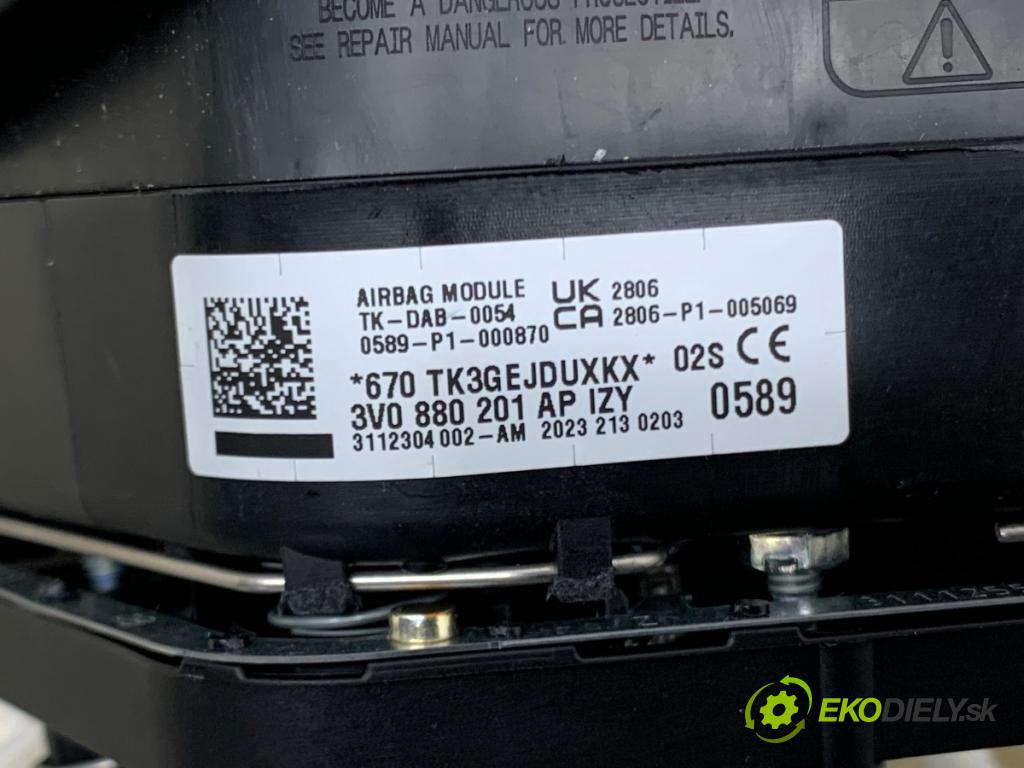 BECOME A DANGEROUS PROJECTILE.
SEE REPAIR MANUAL FOR MORE DETAILS.
AIRBAG MODULE
TK-DAB-0054
0589-P1-000870
UK
CA
2806
2806-P1-005069
*670 TK3GEJDUXKX* 02S CE
3V0 880 201 AP IZY
0589
3112304 002-AM 2023 213 0203
EKODIELY.sk